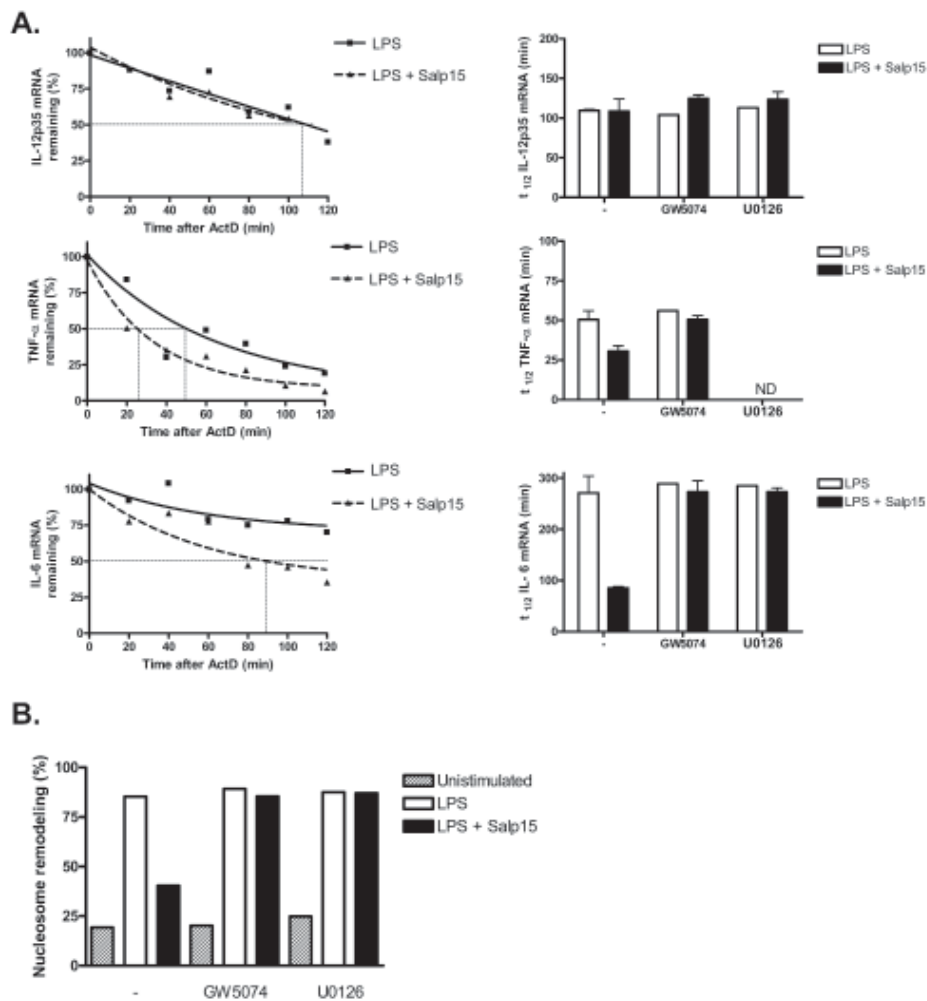 A.
IL-12p35 mRNA
remaining (%)
100
75
50
25
0
0 20 40 60 80 100 120
Time after ActD (min)
LPS
LPS + Salp15
t 1/2 IL-12p35 mRNA (min)
200
150
100
50
0
- GW5074 U0126
LPS
LPS + Salp15
TNF-α mRNA
remaining (%)
100
75
50
25
0
0 20 40 60 80 100 120
Time after ActD (min)
LPS
LPS + Salp15
t 1/2 TNF-α mRNA (min)
100
75
50
25
0
ND
- GW5074 U0126
LPS
LPS + Salp15
IL-6 mRNA
remaining (%)
100
75
50
25
0
0 20 40 60 80 100 120
Time after ActD (min)
LPS
LPS + Salp15
t 1/2 IL- 6 mRNA (min)
300
200
100
0
- GW5074 U0126
LPS
LPS + Salp15
B.
Nucleosome remodeling (%)
100
75
50
25
0
- GW5074 U0126
Unistimulated
LPS
LPS + Salp15